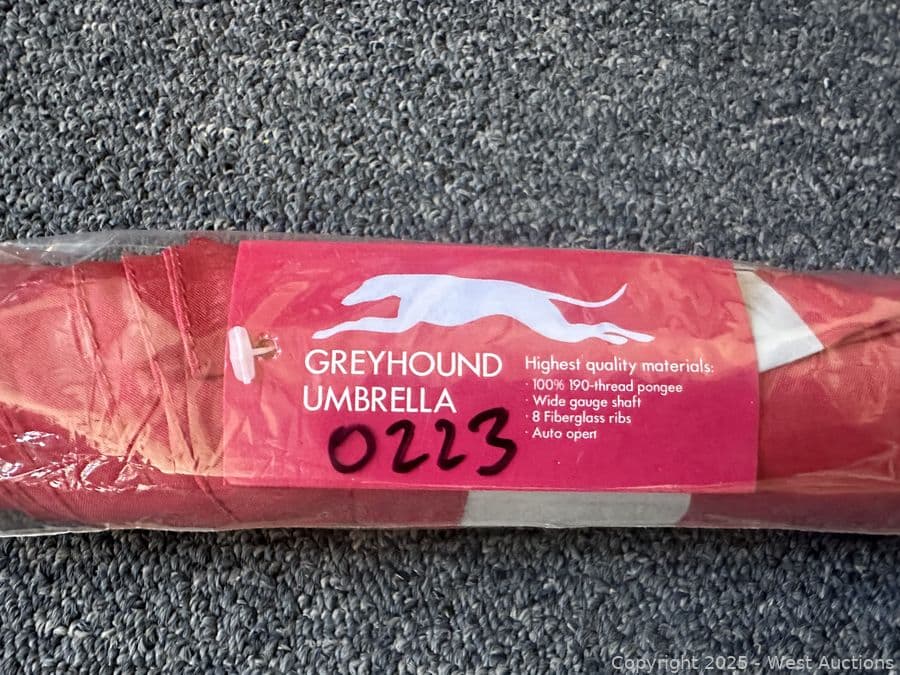 GREYHOUND
UMBRELLA
0223
Highest quality materials:
· 100% 190-thread pongee
· Wide gauge shaft
· 8 Fiberglass ribs
· Auto open
Copyright 2025 - West Auctions